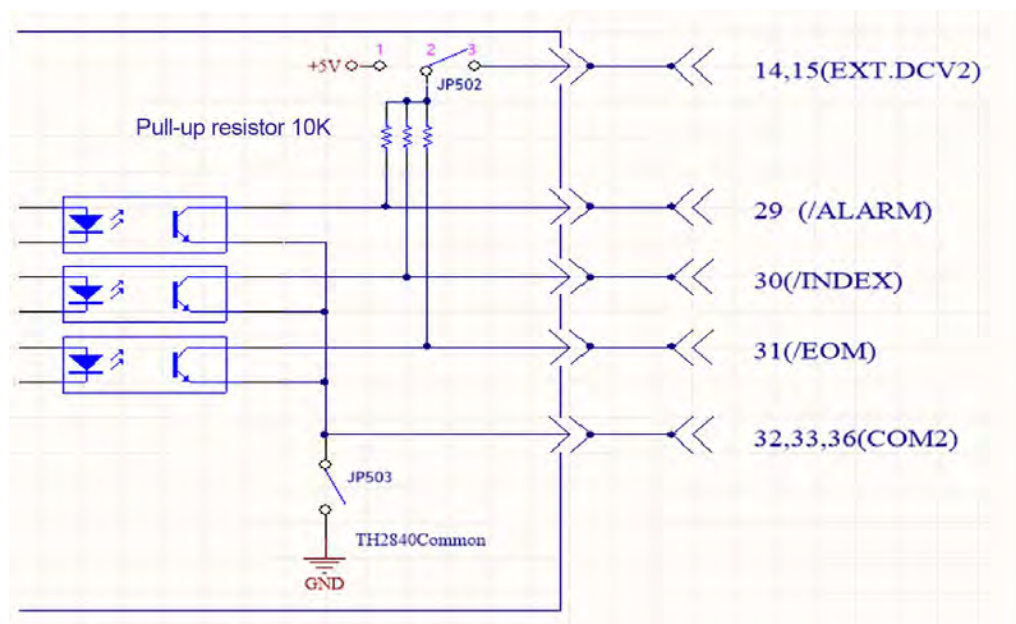 1 2 3
+5V
14,15(EXT.DCV2)
JP502
Pull-up resistor 10K
29 (/ALARM)
30(/INDEX)
31(/EOM)
32,33,36(COM2)
JP503
TH2840Common
GND